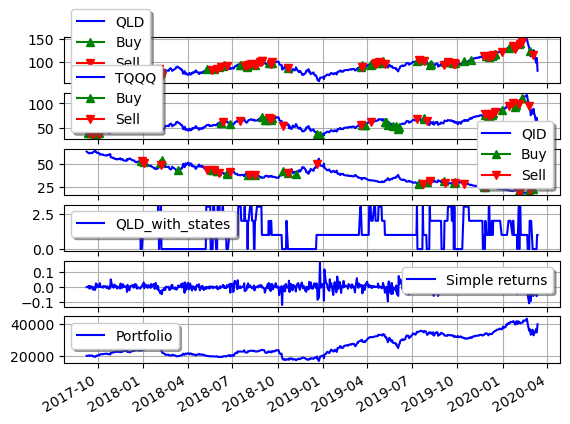 QLD
Buy
Sell
150
100
TQQQ
Buy
Sell
100
50
QID
Buy
Sell
50
25
QLD_with_states
2.5
0.0
Simple returns
0.1
0.0
−0.1
Portfolio
40000
20000
2017-10
2018-01
2018-04
2018-07
2018-10
2019-01
2019-04
2019-07
2019-10
2020-01
2020-04